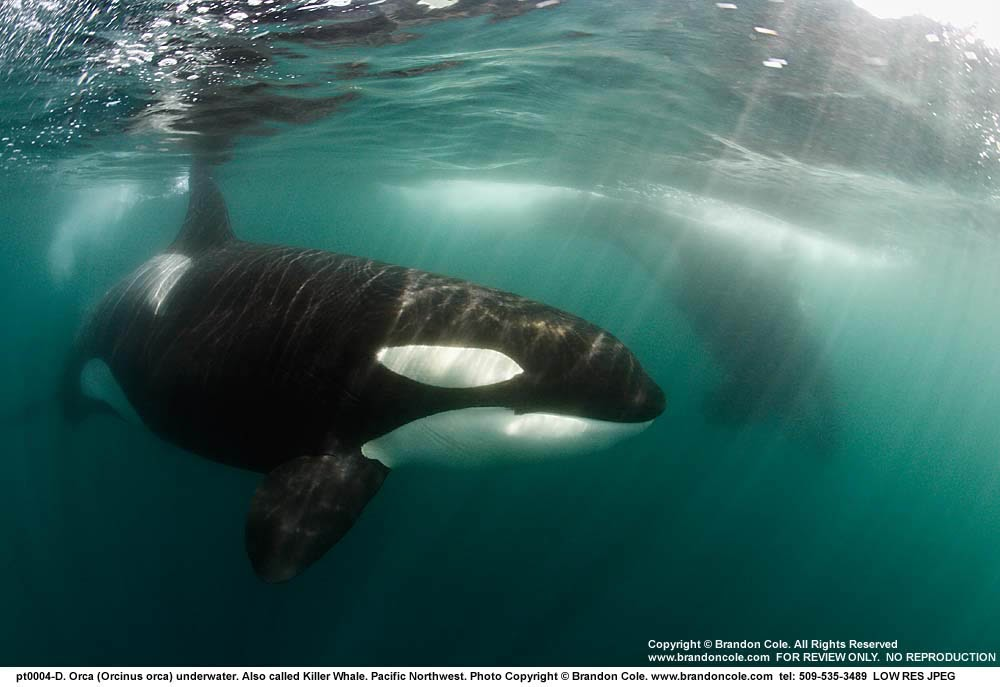 Copyright © Brandon Cole. All Rights Reserved
www.brandoncole.com FOR REVIEW ONLY. NO REPRODUCTION
pt0004-D. Orca (Orcinus orca) underwater. Also called Killer Whale. Pacific Northwest. Photo Copyright © Brandon Cole. www.brandoncole.com tel: 509-535-3489 LOW RES JPEG